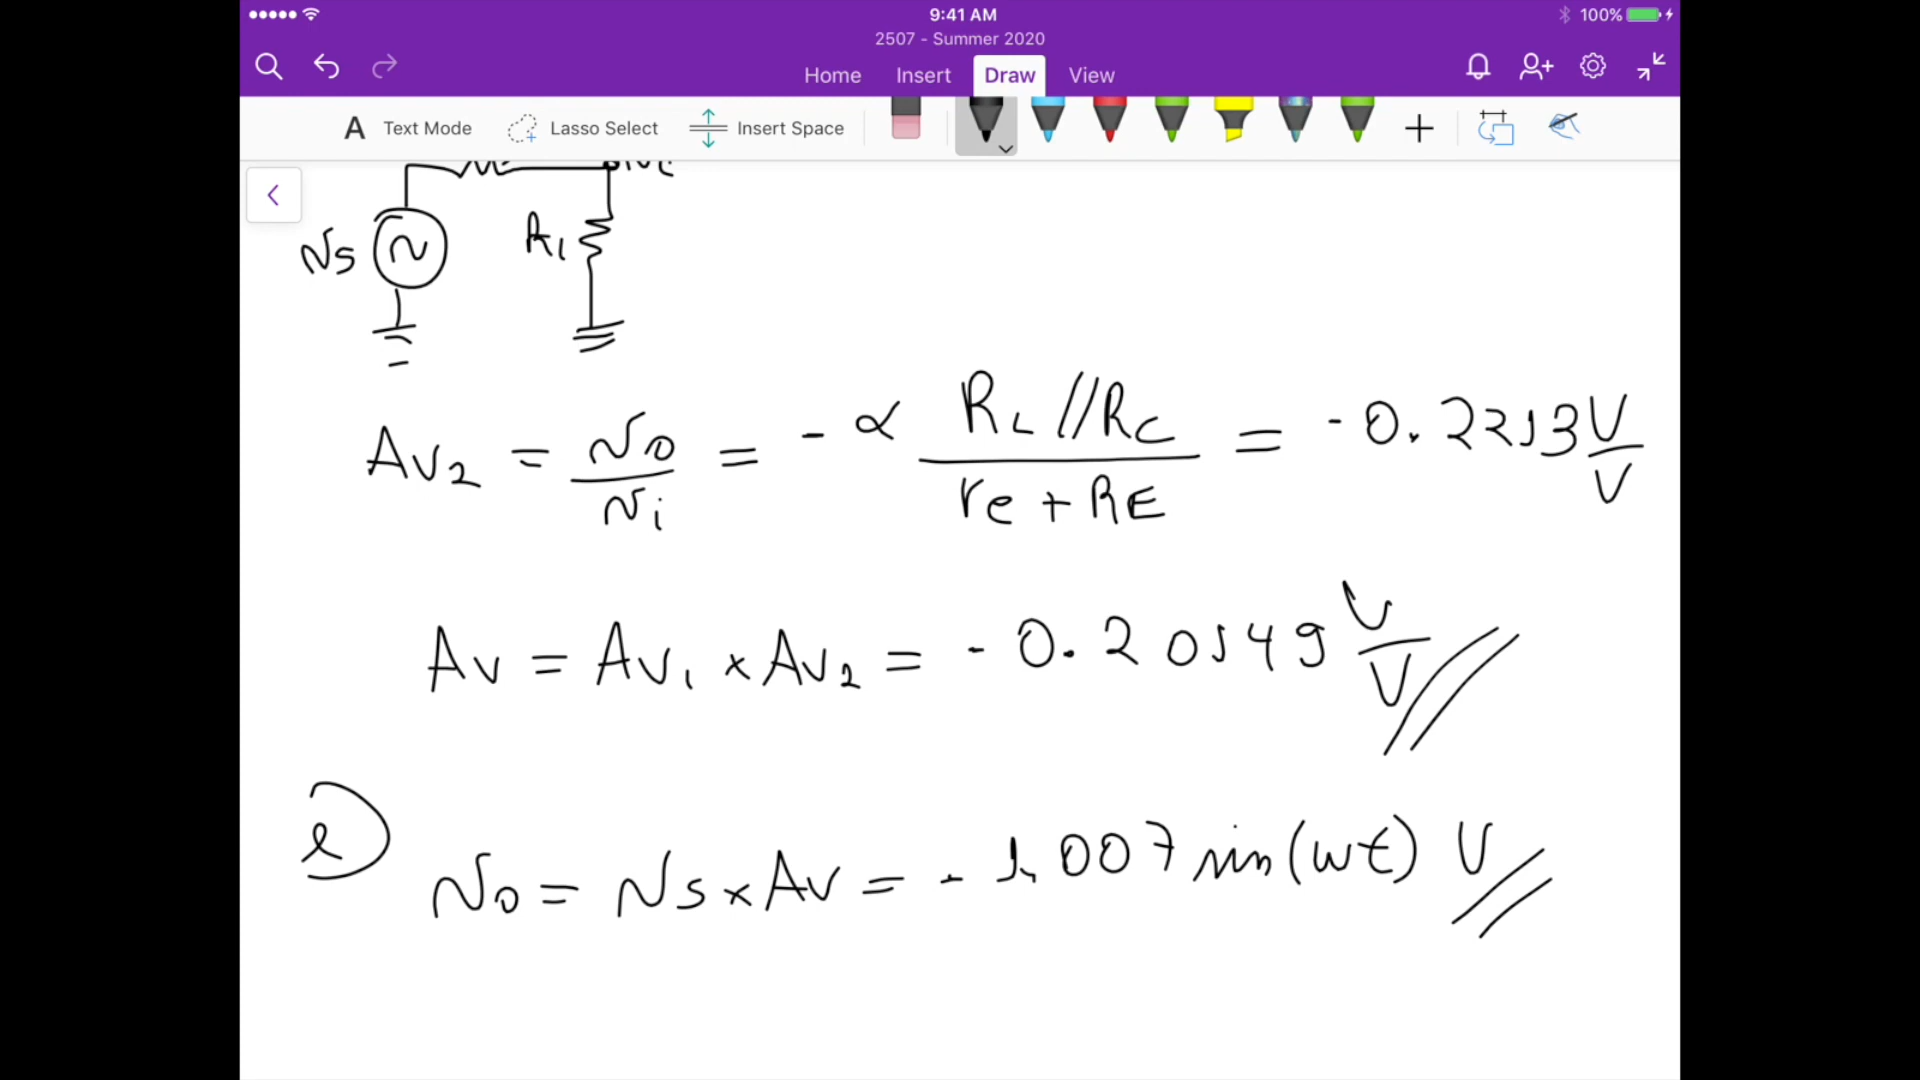 9:41 AM
100%
2507 - Summer 2020
Home Insert Draw View
A Text Mode Lasso Select Insert Space
vs
R1
Av2 = vo/vi = -α RL//RC / re + RE = -0.2213 V/V
Av = Av1 x Av2 = -0.20149 V/V
e) vo = vs x Av = -1.007 sin(wt) V